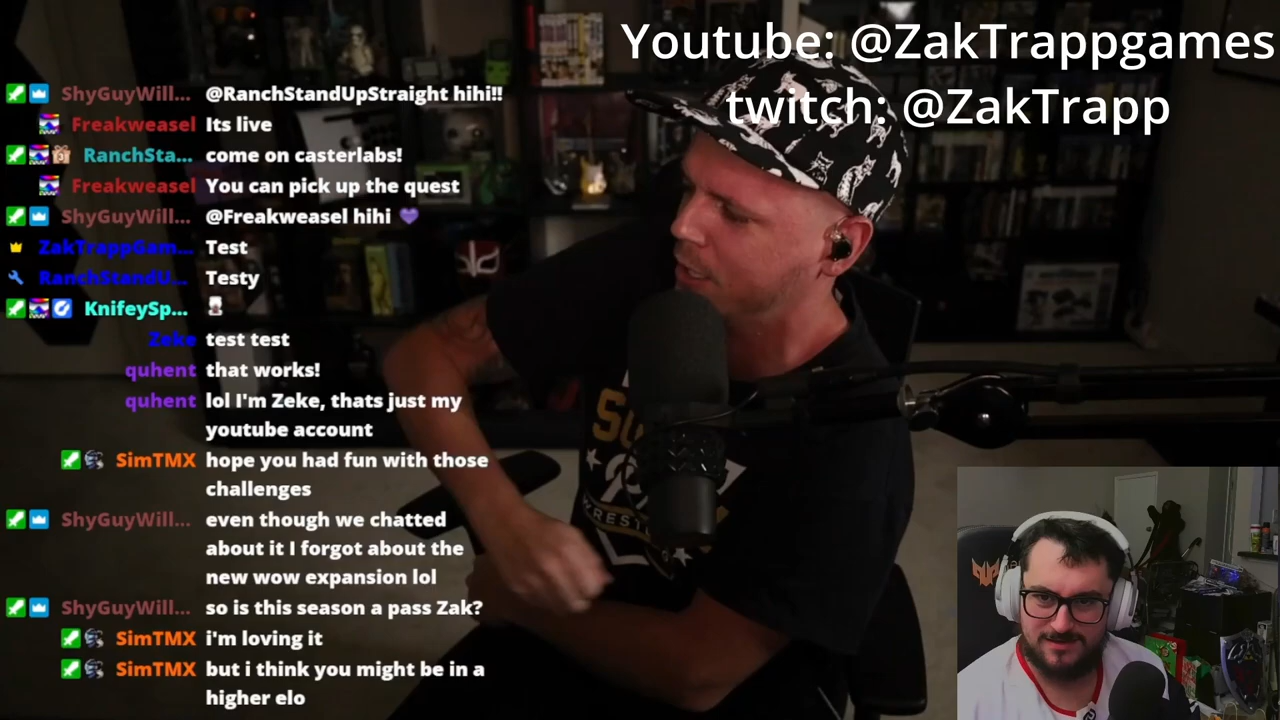 Youtube: @ZakTrappgames
twitch: @ZakTrapp
ShyGuyWill... @RanchStandUpStraight hihi!!
Freakweasel Its live
RanchSta... come on casterlabs!
Freakweasel You can pick up the quest
ShyGuyWill... @Freakweasel hihi 💜
ZakTrappGam... Test
RanchStandU... Testy
KnifeySp...
Zeke test test
quhent that works!
quhent lol I'm Zeke, thats just my
youtube account
SimTMX hope you had fun with those
challenges
ShyGuyWill... even though we chatted
about it I forgot about the
new wow expansion lol
ShyGuyWill... so is this season a pass Zak?
SimTMX i'm loving it
SimTMX but i think you might be in a
higher elo